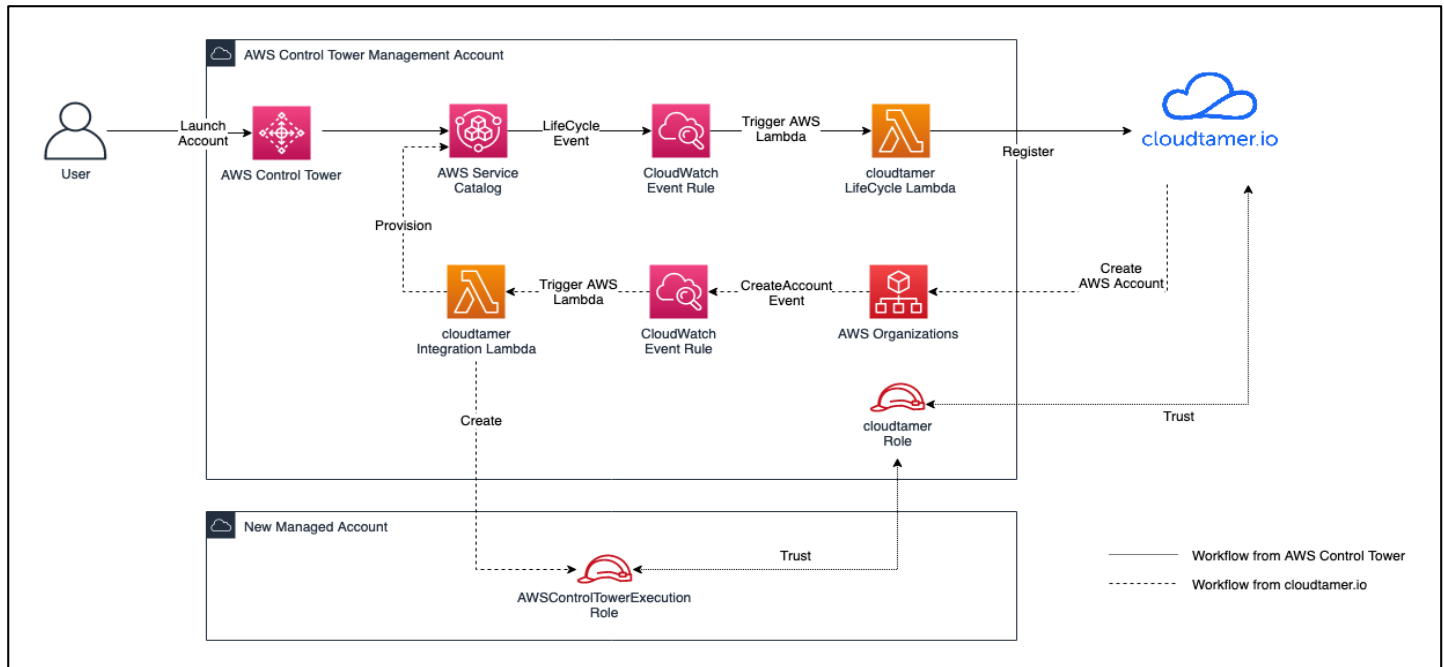 AWS Control Tower Management Account
Launch
Account
LifeCycle
Event
Trigger AWS
Lambda
Register
cloudtamer.io
User
AWS Control Tower
AWS Service
Catalog
CloudWatch
Event Rule
cloudtamer
LifeCycle Lambda
Provision
Trigger AWS
Lambda
CreateAccount
Event
Create
AWS Account
cloudtamer
Integration Lambda
CloudWatch
Event Rule
AWS Organizations
Create
cloudtamer
Role
Trust
New Managed Account
Trust
AWSControlTowerExecution
Role
Workflow from AWS Control Tower
Workflow from cloudtamer.io